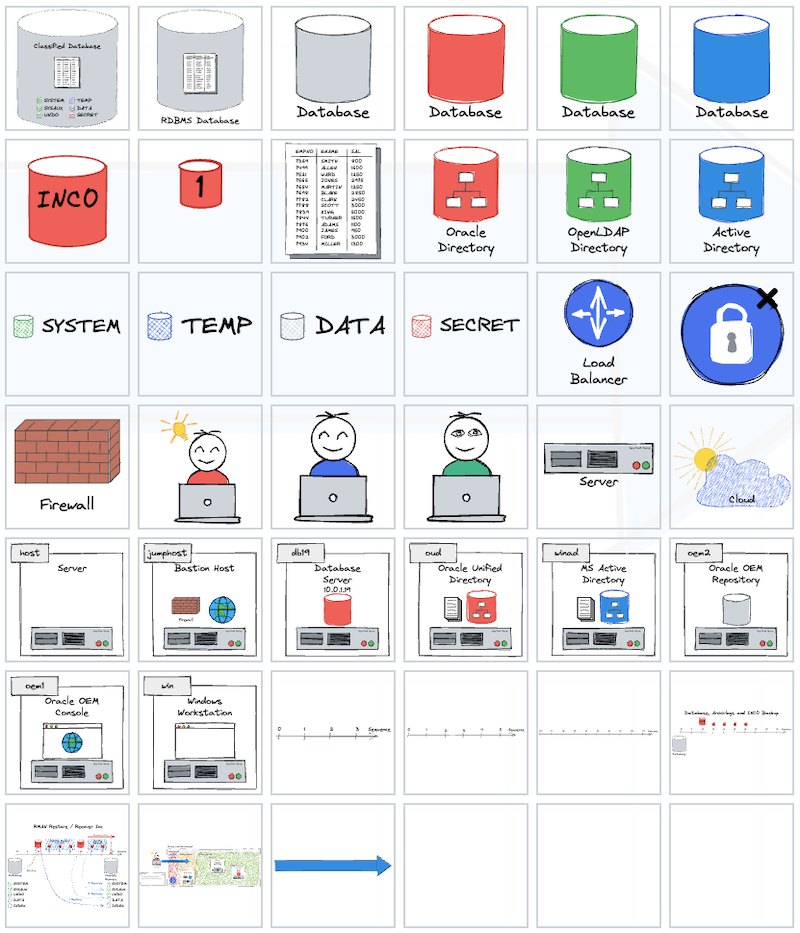 Classified Database
SYSTEM
TEMP
SYSAUX
DATA
UNDO
SECRET
RDBMS Database
Database
Database
Database
Database
INCO
1
EMPNO ENAME SAL
7369 SMITH 800
7499 ALLEN 1600
7521 WARD 1250
7566 JONES 2975
7654 MARTIN 1250
7698 BLAKE 2850
7782 CLARK 2450
7788 SCOTT 3000
7839 KING 5000
7844 TURNER 1500
7876 ADAMS 1100
7900 JAMES 950
7902 FORD 3000
7934 MILLER 1300
Oracle
Directory
OpenLDAP
Directory
Active
Directory
SYSTEM
TEMP
DATA
SECRET
Load
Balancer
Firewall
Server
Cloud
host
Server
jumphost
Bastion Host
Firewall
db19
Database
Server
10.0.1.19
oud
Oracle Unified
Directory
winad
MS Active
Directory
oem2
Oracle OEM
Repository
oem1
Oracle OEM
Console
win
Windows
Workstation
0 1 2 3 Sequence
Database, Archivelogs and INCO Backup
RMAN Restore / Recover Inc
SYSTEM
SYSAUX
UNDO
DATA